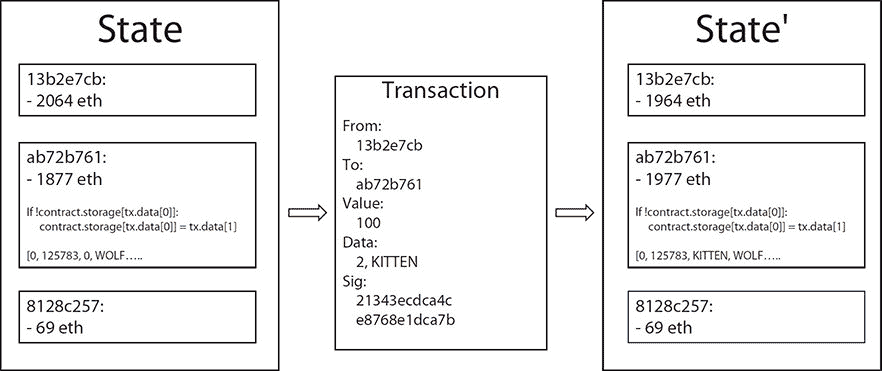 State
13b2e7cb:
- 2064 eth
ab72b761:
- 1877 eth
If !contract.storage[tx.data[0]]:
contract.storage[tx.data[0]] = tx.data[1]
[0, 125783, 0, WOLF…..
8128c257:
- 69 eth
Transaction
From:
13b2e7cb
To:
ab72b761
Value:
100
Data:
2, KITTEN
Sig:
21343ecdca4c
e8768e1dca7b
State'
13b2e7cb:
- 1964 eth
ab72b761:
- 1977 eth
If !contract.storage[tx.data[0]]:
contract.storage[tx.data[0]] = tx.data[1]
[0, 125783, KITTEN, WOLF…..
8128c257:
- 69 eth